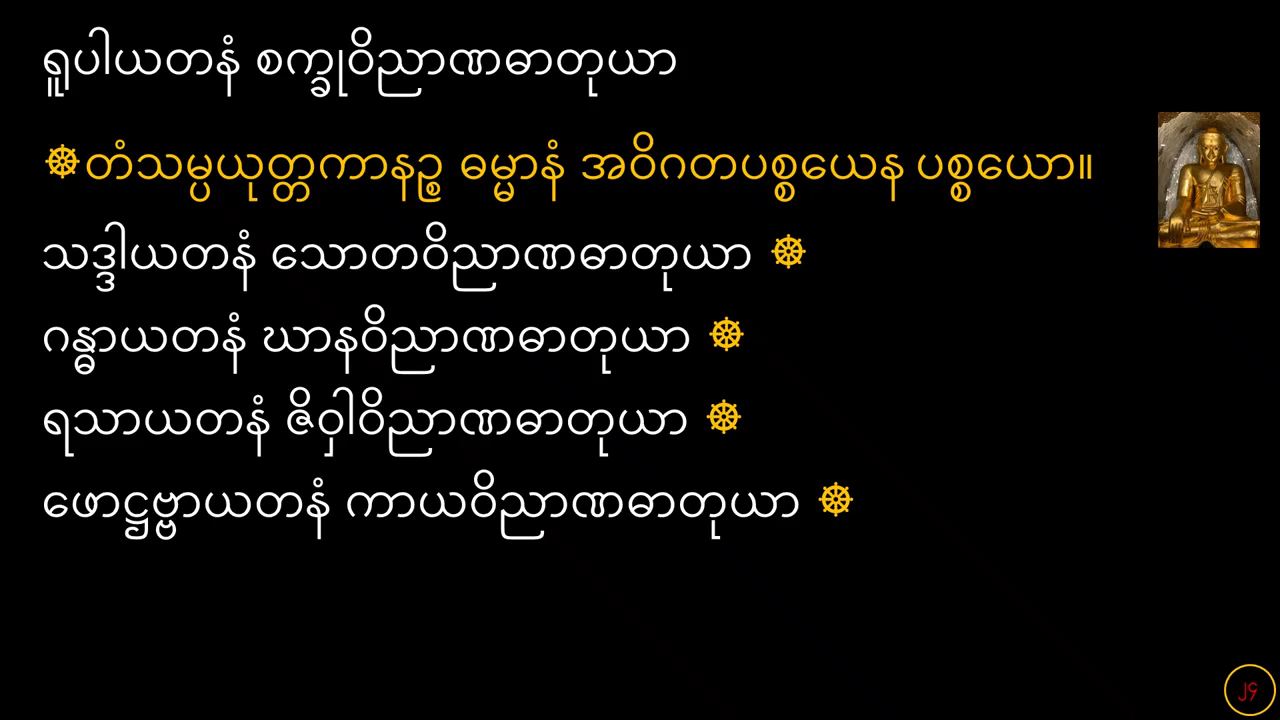 ရူပါယတနံ စက္ခုဝိညာဏဓာတုယာ
☸တံသမ္ပယုတ္တကာနဉ္စ ဓမ္မာနံ အဝိဂတပစ္စယေန ပစ္စယော။
သဒ္ဒါယတနံ သောတဝိညာဏဓာတုယာ ☸
ဂန္ဓာယတနံ ဃာနဝိညာဏဓာတုယာ ☸
ရသာယတနံ ဇိဝှါဝိညာဏဓာတုယာ ☸
ဖောဋ္ဌဗ္ဗာယတနံ ကာယဝိညာဏဓာတုယာ ☸
၂၄